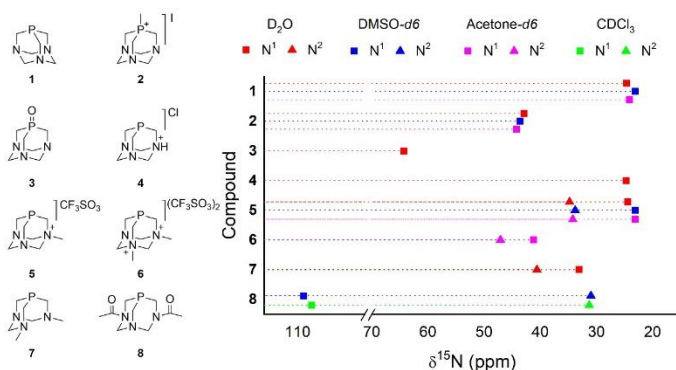 P
N
N
N
1
P⁺
N
N
N
I
2
O
P
N
N
N
3
P
N
NH⁺
N
Cl
4
P
N
N
N⁺
CF₃SO₃
5
P
N
N⁺
N⁺
(CF₃SO₃)₂
6
P
N
N
N
7
O
P
O
N
N
N
8
D₂O DMSO-d6 Acetone-d6 CDCl₃
N¹ N² N¹ N² N¹ N² N¹ N²
Compound
1
2
3
4
5
6
7
8
110 70 60 50 40 30 20
δ¹⁵N (ppm)